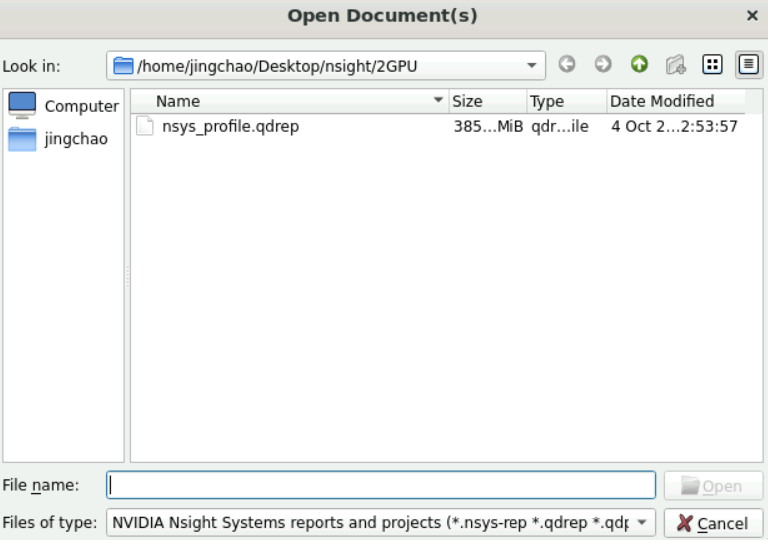 Open Document(s)
Look in: /home/jingchao/Desktop/nsight/2GPU
Computer
jingchao
Name Size Type Date Modified
nsys_profile.qdrep 385...MiB qdr...ile 4 Oct 2...2:53:57
File name: Open
Files of type: NVIDIA Nsight Systems reports and projects (*.nsys-rep *.qdrep *.qdp Cancel